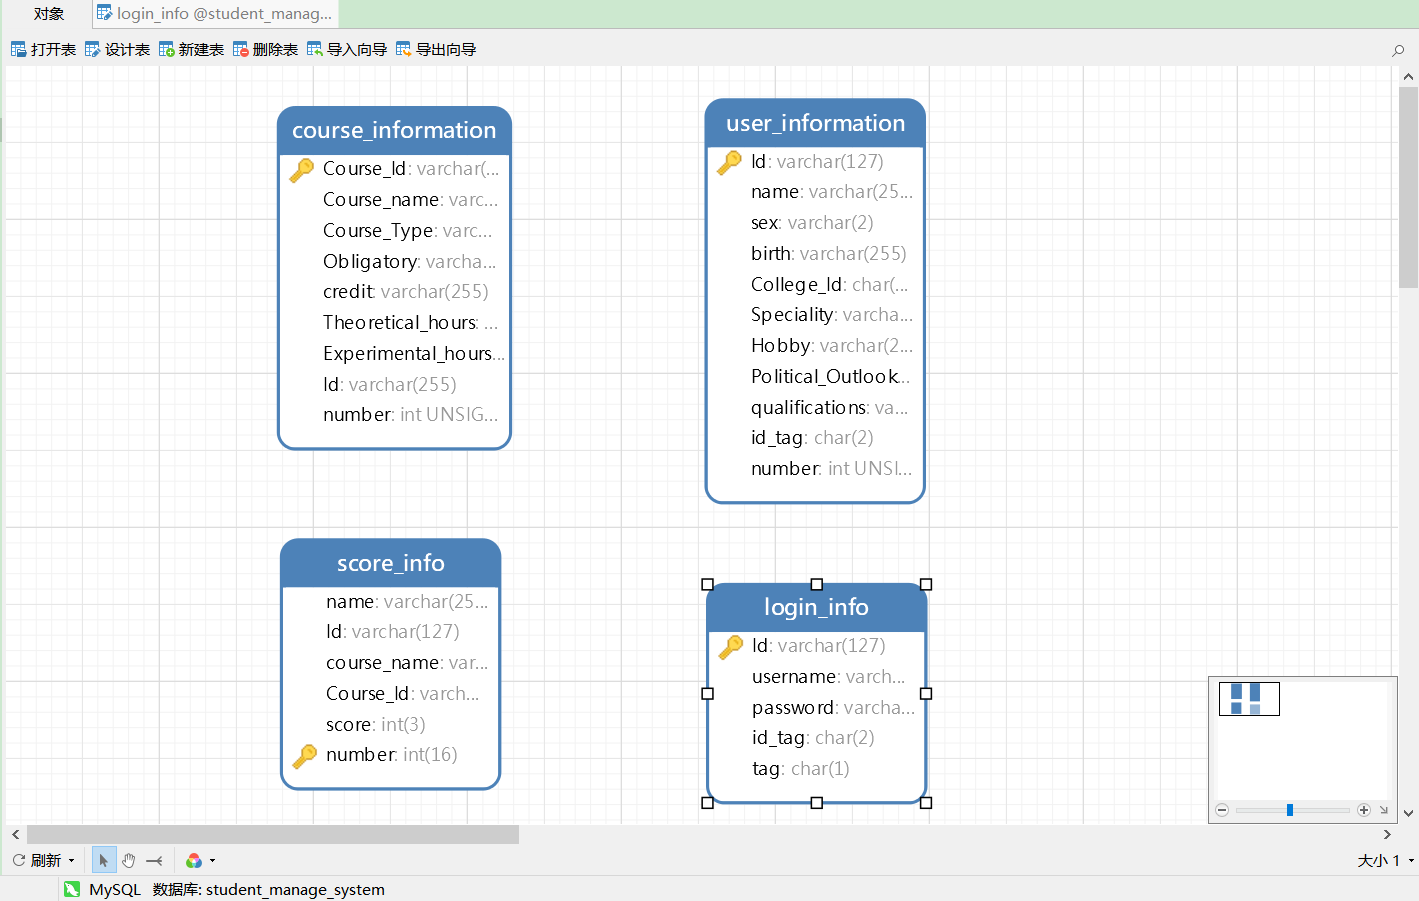 对象
login_info @student_manag...
打开表 设计表 新建表 删除表 导入向导 导出向导
course_information
Course_Id: varchar(...
Course_name: varc...
Course_Type: varc...
Obligatory: varcha...
credit: varchar(255)
Theoretical_hours: ...
Experimental_hours...
Id: varchar(255)
number: int UNSIG...
user_information
Id: varchar(127)
name: varchar(25...
sex: varchar(2)
birth: varchar(255)
College_Id: char(...
Speciality: varcha...
Hobby: varchar(2...
Political_Outlook...
qualifications: va...
id_tag: char(2)
number: int UNSI...
score_info
name: varchar(25...
Id: varchar(127)
course_name: var...
Course_Id: varch...
score: int(3)
number: int(16)
login_info
Id: varchar(127)
username: varch...
password: varcha...
id_tag: char(2)
tag: char(1)
刷新
大小 1
MySQL 数据库: student_manage_system